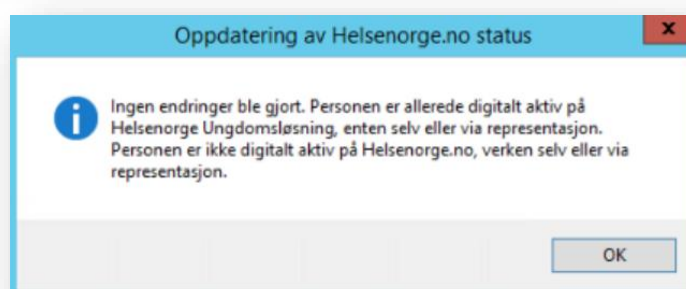 Oppdatering av Helsenorge.no status
x
Ingen endringer ble gjort. Personen er allerede digitalt aktiv på
Helsenorge Ungdomsløsning, enten selv eller via representasjon.
Personen er ikke digitalt aktiv på Helsenorge.no, verken selv eller via
representasjon.
OK